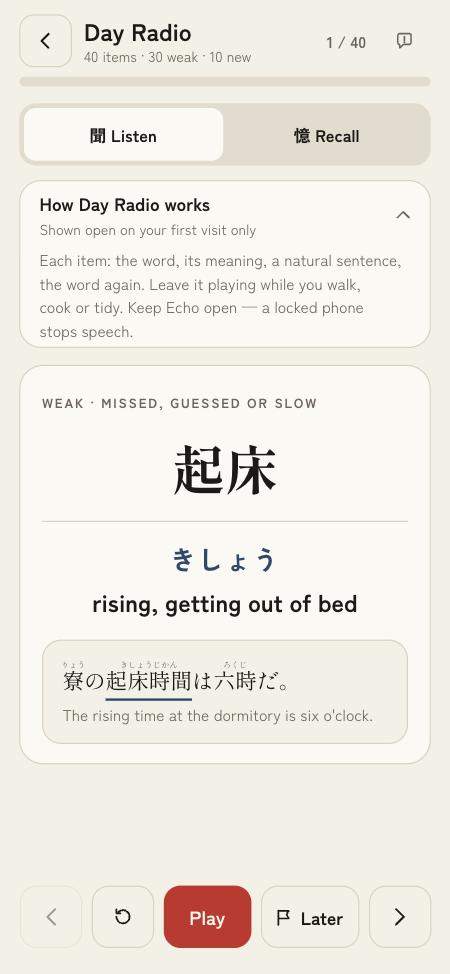 Day Radio
40 items · 30 weak · 10 new
1 / 40
聞 Listen
憶 Recall
How Day Radio works
Shown open on your first visit only
Each item: the word, its meaning, a natural sentence,
the word again. Leave it playing while you walk,
cook or tidy. Keep Echo open — a locked phone
stops speech.
WEAK · MISSED, GUESSED OR SLOW
起床
きしょう
rising, getting out of bed
りょう きしょうじかん ろくじ
寮の起床時間は六時だ。
The rising time at the dormitory is six o'clock.
Play
Later